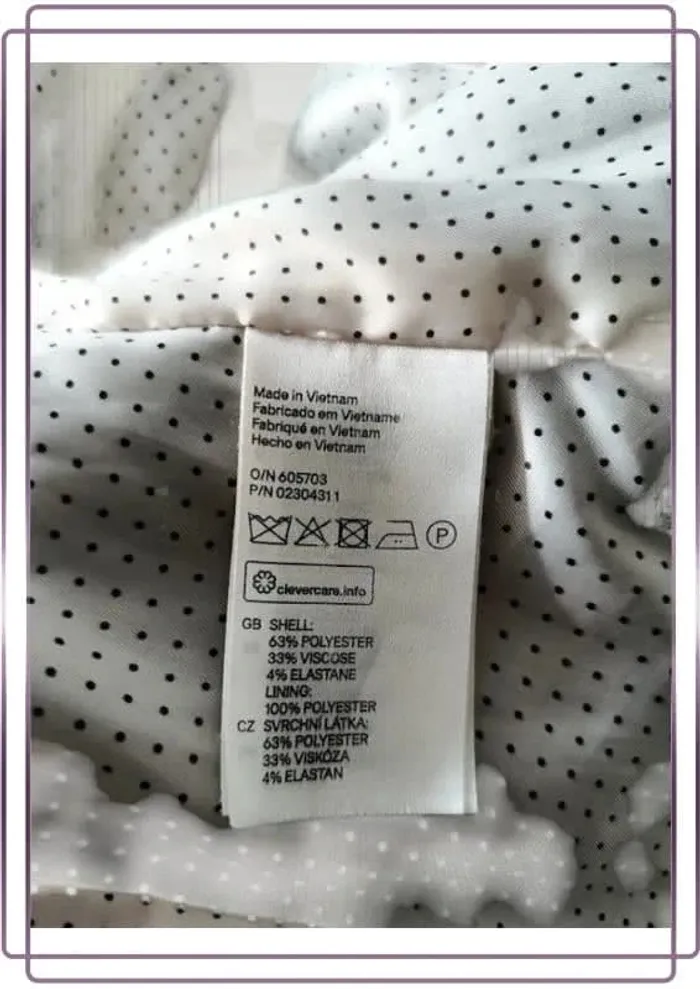 Made in Vietnam
Fabricado em Vietname
Fabriqué en Vietnam
Hecho en Vietnam
O/N 605703
P/N 02304311
P
clevercare.info
GB SHELL:
63% POLYESTER
33% VISCOSE
4% ELASTANE
LINING:
100% POLYESTER
CZ SVRCHNÍ LÁTKA:
63% POLYESTER
33% VISKÓZA
4% ELASTAN